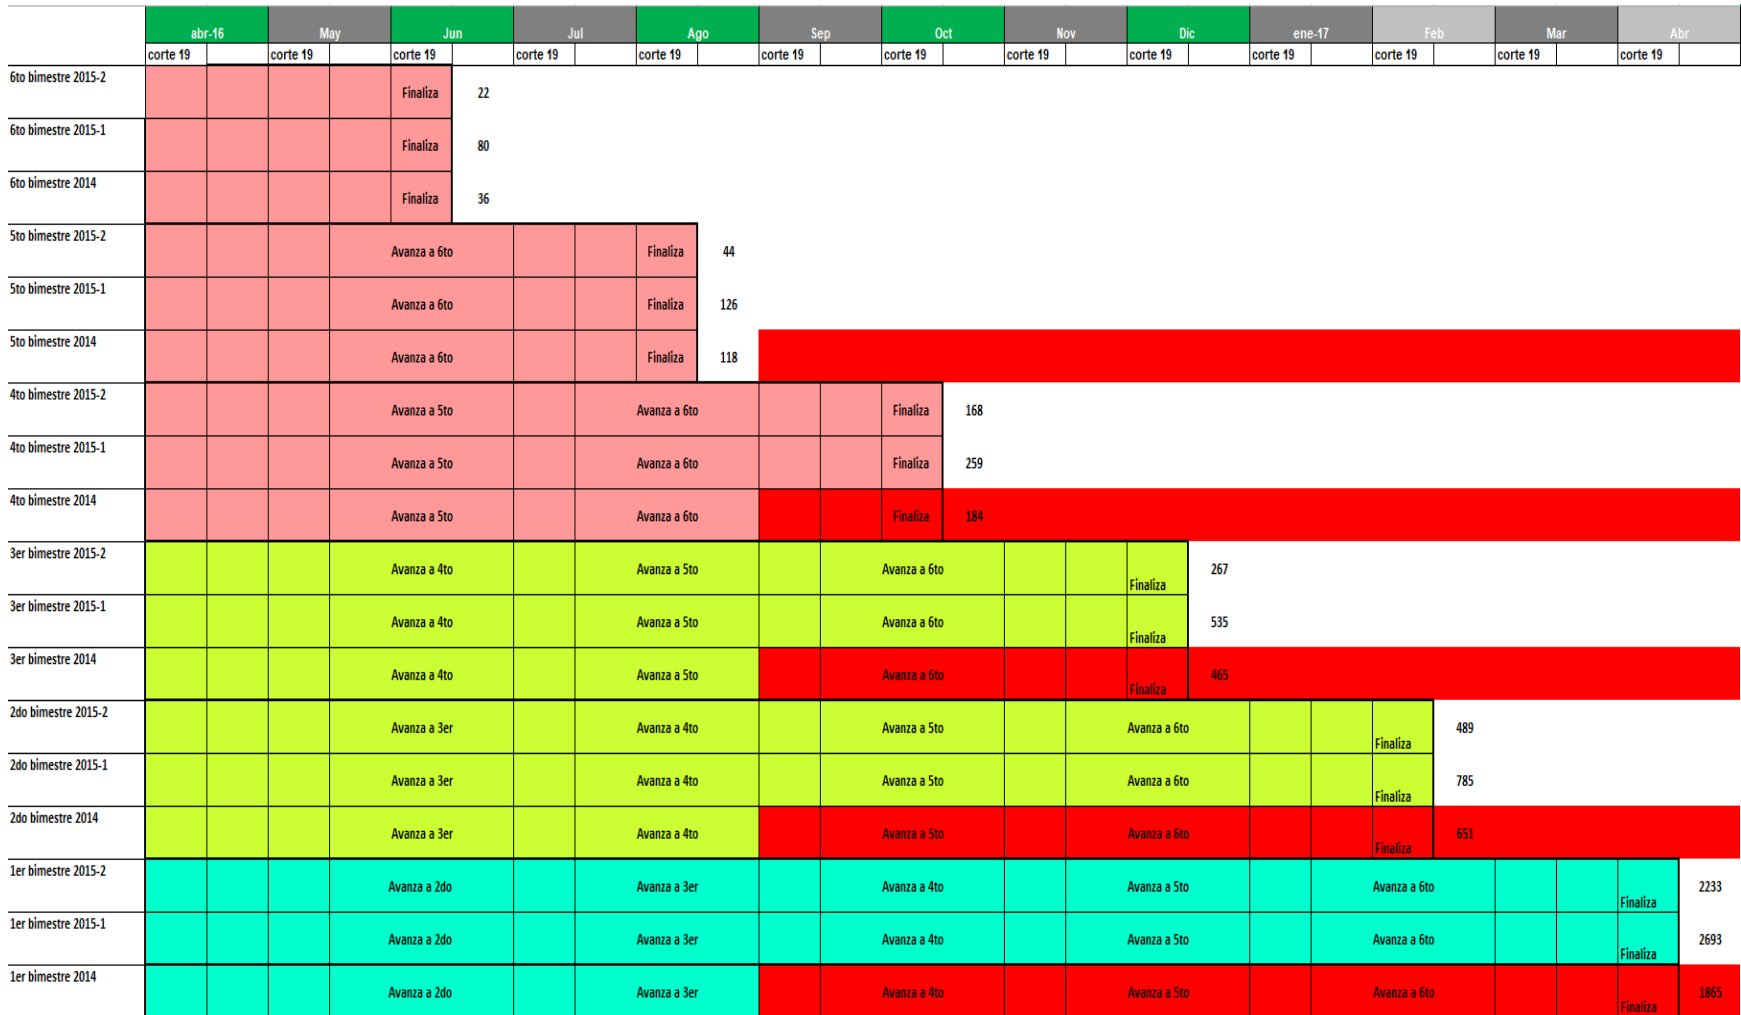 abr-16 May Jun Jul Ago Sep Oct Nov Dic ene-17 Feb Mar Abr
corte 19 corte 19 corte 19 corte 19 corte 19 corte 19 corte 19 corte 19 corte 19 corte 19 corte 19 corte 19 corte 19
6to bimestre 2015-2 Finaliza 22
6to bimestre 2015-1 Finaliza 80
6to bimestre 2014 Finaliza 36
5to bimestre 2015-2 Avanza a 6to Finaliza 44
5to bimestre 2015-1 Avanza a 6to Finaliza 126
5to bimestre 2014 Avanza a 6to Finaliza 118
4to bimestre 2015-2 Avanza a 5to Avanza a 6to Finaliza 168
4to bimestre 2015-1 Avanza a 5to Avanza a 6to Finaliza 259
4to bimestre 2014 Avanza a 5to Avanza a 6to Finaliza 184
3er bimestre 2015-2 Avanza a 4to Avanza a 5to Avanza a 6to Finaliza 267
3er bimestre 2015-1 Avanza a 4to Avanza a 5to Avanza a 6to Finaliza 535
3er bimestre 2014 Avanza a 4to Avanza a 5to Avanza a 6to Finaliza 465
2do bimestre 2015-2 Avanza a 3er Avanza a 4to Avanza a 5to Avanza a 6to Finaliza 489
2do bimestre 2015-1 Avanza a 3er Avanza a 4to Avanza a 5to Avanza a 6to Finaliza 785
2do bimestre 2014 Avanza a 3er Avanza a 4to Avanza a 5to Avanza a 6to Finaliza 651
1er bimestre 2015-2 Avanza a 2do Avanza a 3er Avanza a 4to Avanza a 5to Avanza a 6to Finaliza 2233
1er bimestre 2015-1 Avanza a 2do Avanza a 3er Avanza a 4to Avanza a 5to Avanza a 6to Finaliza 2693
1er bimestre 2014 Avanza a 2do Avanza a 3er Avanza a 4to Avanza a 5to Avanza a 6to Finaliza 1865